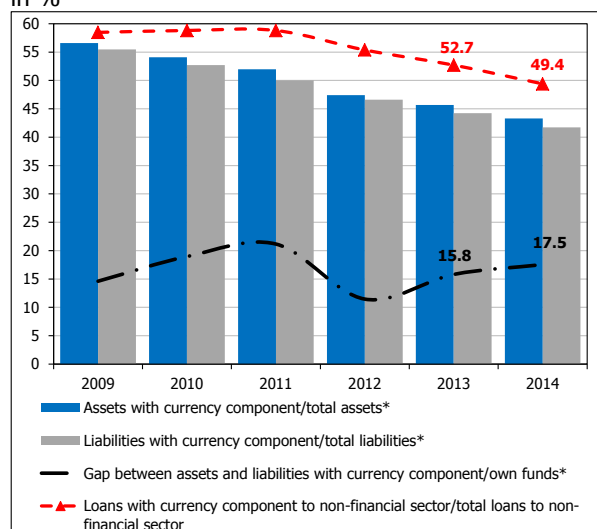 in %
60
55
50
45
40
35
30
25
20
15
10
5
0
52.7
49.4
15.8
17.5
2009 2010 2011 2012 2013 2014
Assets with currency component/total assets*
Liabilities with currency component/total liabilities*
Gap between assets and liabilities with currency component/own funds*
Loans with currency component to non-financial sector/total loans to non-
financial sector